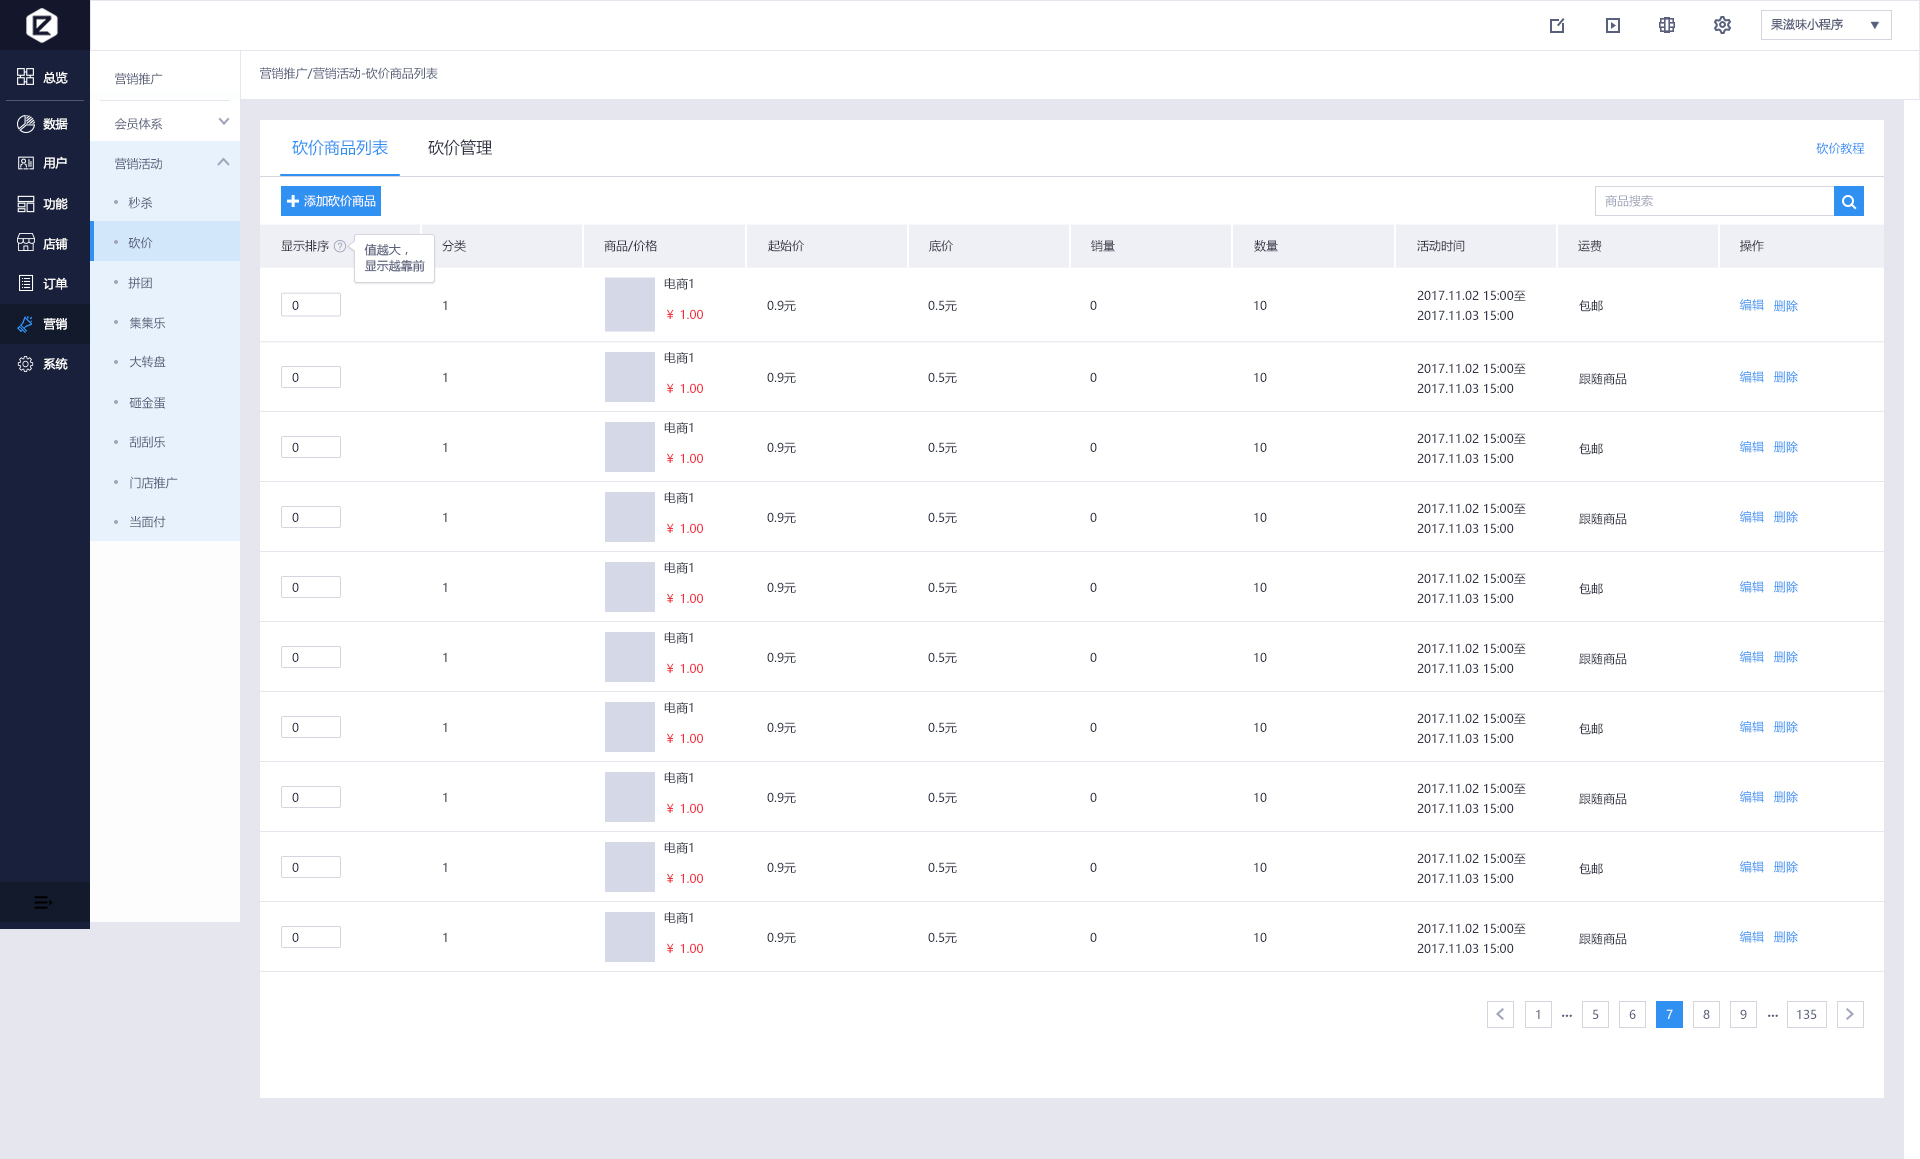 果滋味小程序 ▼
总览
数据
用户
功能
店铺
订单
营销
系统
营销推广
会员体系
营销活动
• 秒杀
• 砍价
• 拼团
• 集集乐
• 大转盘
• 砸金蛋
• 刮刮乐
• 门店推广
• 当面付
营销推广/营销活动-砍价商品列表
砍价商品列表 砍价管理 砍价教程
添加砍价商品 商品搜索
显示排序 ? 分类 商品/价格 起始价 底价 销量 数量 活动时间 运费 操作
值越大，
显示越靠前
0 1 电商1 ¥ 1.00 0.9元 0.5元 0 10 2017.11.02 15:00至 2017.11.03 15:00 包邮 编辑 删除
0 1 电商1 ¥ 1.00 0.9元 0.5元 0 10 2017.11.02 15:00至 2017.11.03 15:00 跟随商品 编辑 删除
0 1 电商1 ¥ 1.00 0.9元 0.5元 0 10 2017.11.02 15:00至 2017.11.03 15:00 包邮 编辑 删除
0 1 电商1 ¥ 1.00 0.9元 0.5元 0 10 2017.11.02 15:00至 2017.11.03 15:00 跟随商品 编辑 删除
0 1 电商1 ¥ 1.00 0.9元 0.5元 0 10 2017.11.02 15:00至 2017.11.03 15:00 包邮 编辑 删除
0 1 电商1 ¥ 1.00 0.9元 0.5元 0 10 2017.11.02 15:00至 2017.11.03 15:00 跟随商品 编辑 删除
0 1 电商1 ¥ 1.00 0.9元 0.5元 0 10 2017.11.02 15:00至 2017.11.03 15:00 包邮 编辑 删除
0 1 电商1 ¥ 1.00 0.9元 0.5元 0 10 2017.11.02 15:00至 2017.11.03 15:00 跟随商品 编辑 删除
0 1 电商1 ¥ 1.00 0.9元 0.5元 0 10 2017.11.02 15:00至 2017.11.03 15:00 包邮 编辑 删除
0 1 电商1 ¥ 1.00 0.9元 0.5元 0 10 2017.11.02 15:00至 2017.11.03 15:00 跟随商品 编辑 删除
1 ... 5 6 7 8 9 ... 135